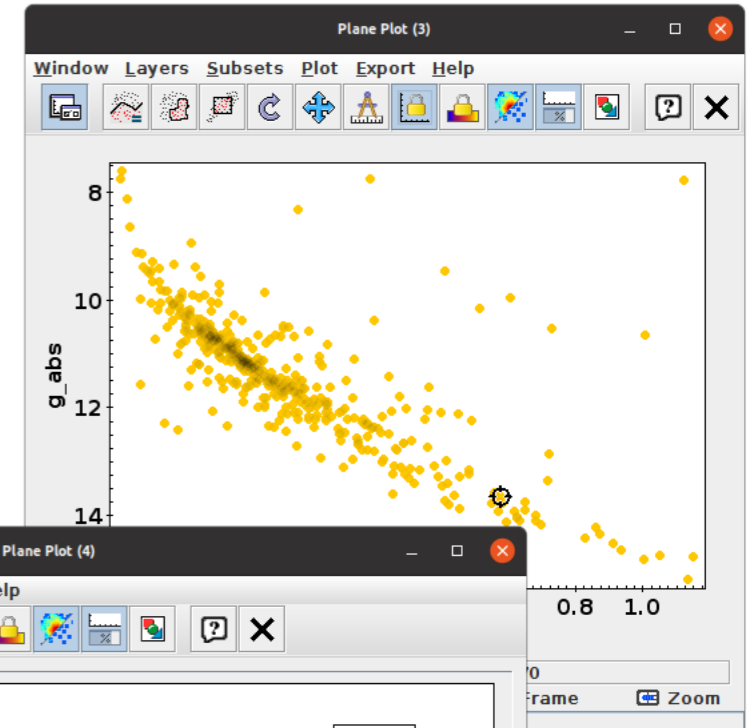 Plane Plot (3)
Window Layers Subsets Plot Export Help
8
10
g_abs
12
14
Plane Plot (4)
elp
%
0.8 1.0
Frame Zoom